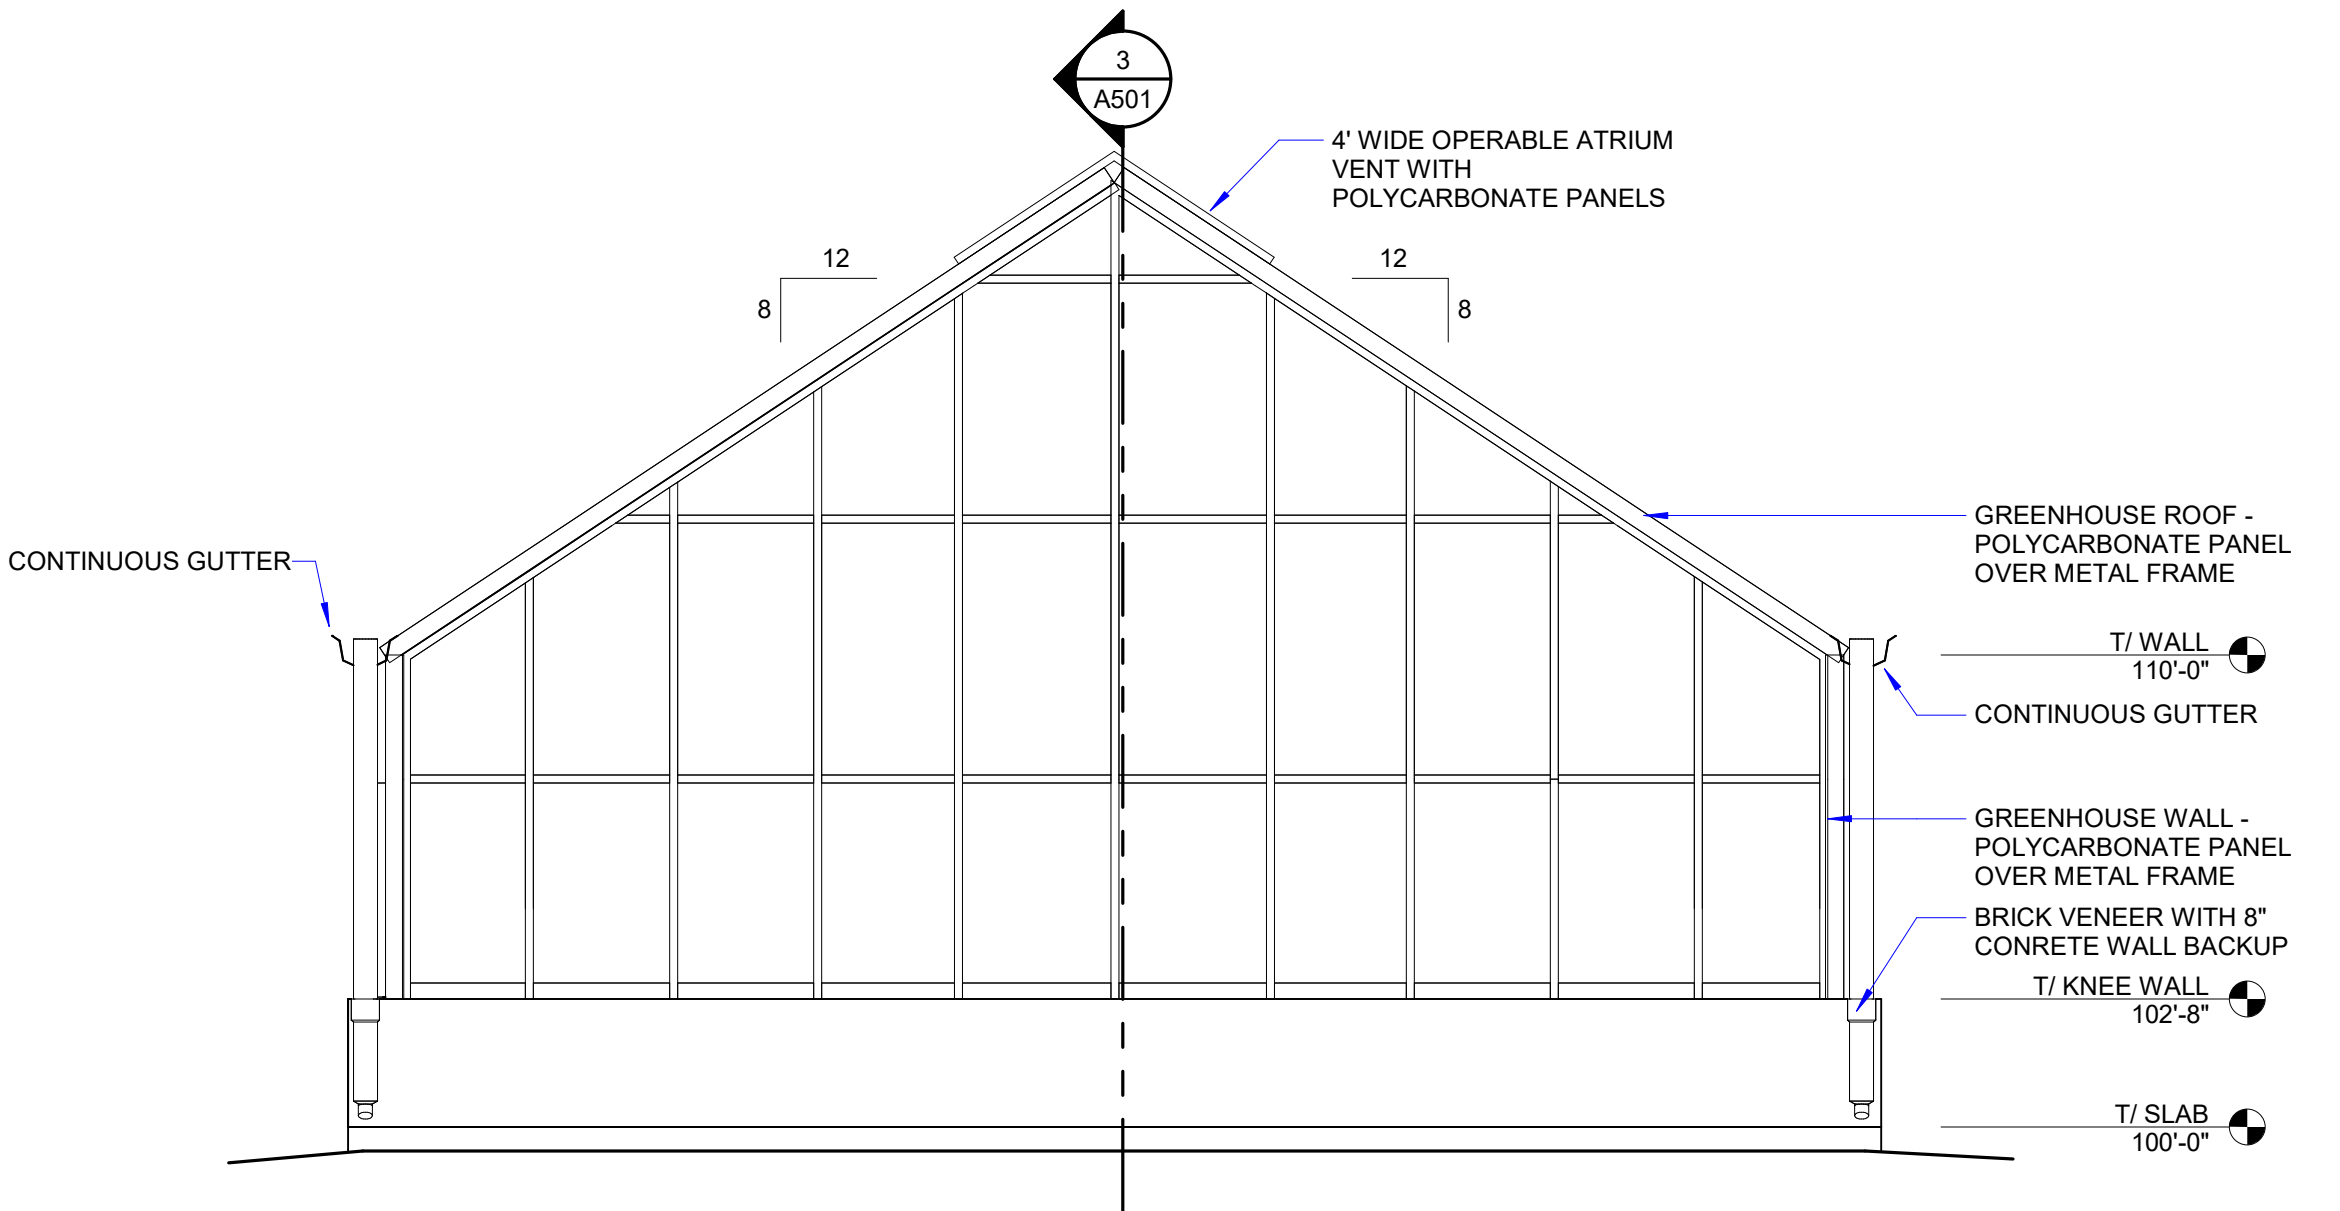 3
A501
4' WIDE OPERABLE ATRIUM
VENT WITH
POLYCARBONATE PANELS
12
8
12
8
CONTINUOUS GUTTER
GREENHOUSE ROOF -
POLYCARBONATE PANEL
OVER METAL FRAME
T/ WALL
110'-0"
CONTINUOUS GUTTER
GREENHOUSE WALL -
POLYCARBONATE PANEL
OVER METAL FRAME
BRICK VENEER WITH 8"
CONRETE WALL BACKUP
T/ KNEE WALL
102'-8"
T/ SLAB
100'-0"